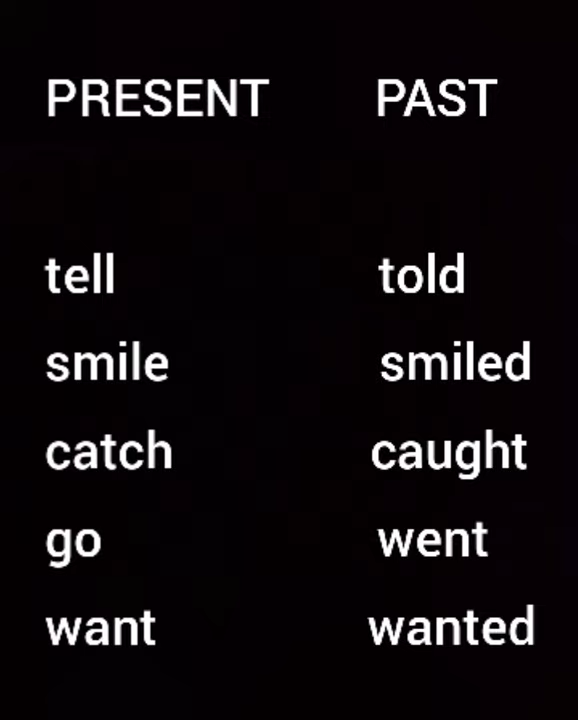 PRESENT PAST
tell told
smile smiled
catch caught
go went
want wanted